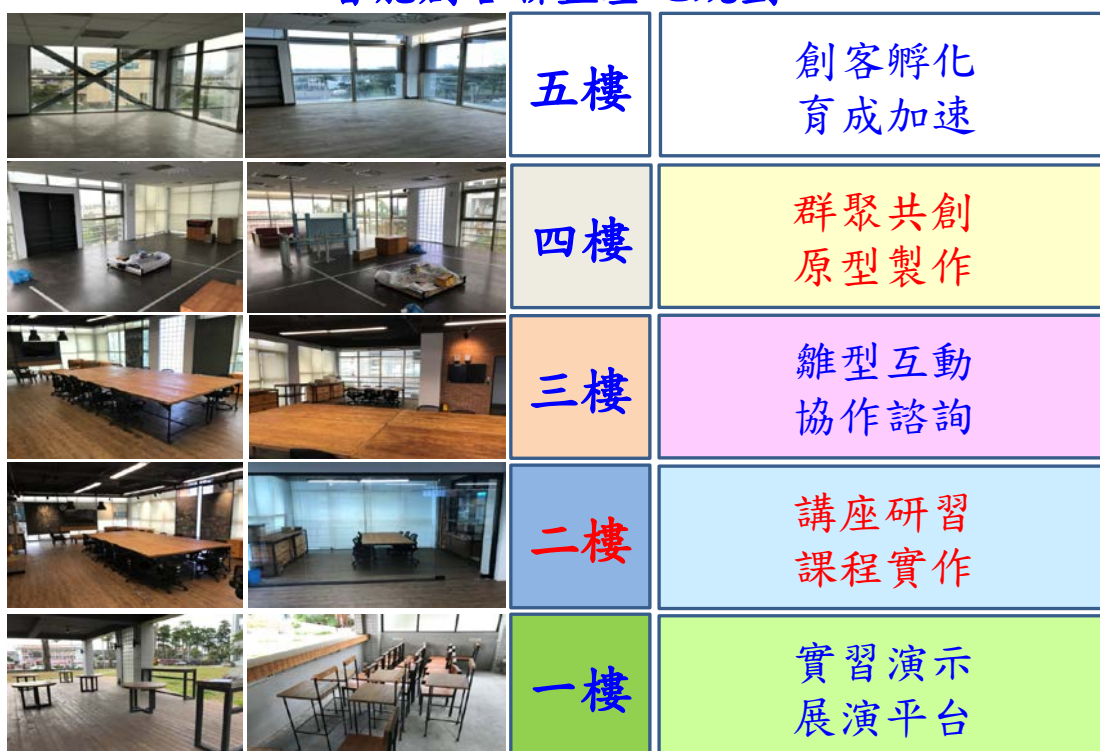 五樓
創客孵化
育成加速
四樓
群聚共創
原型製作
三樓
雛型互動
協作諮詢
二樓
講座研習
課程實作
一樓
實習演示
展演平台